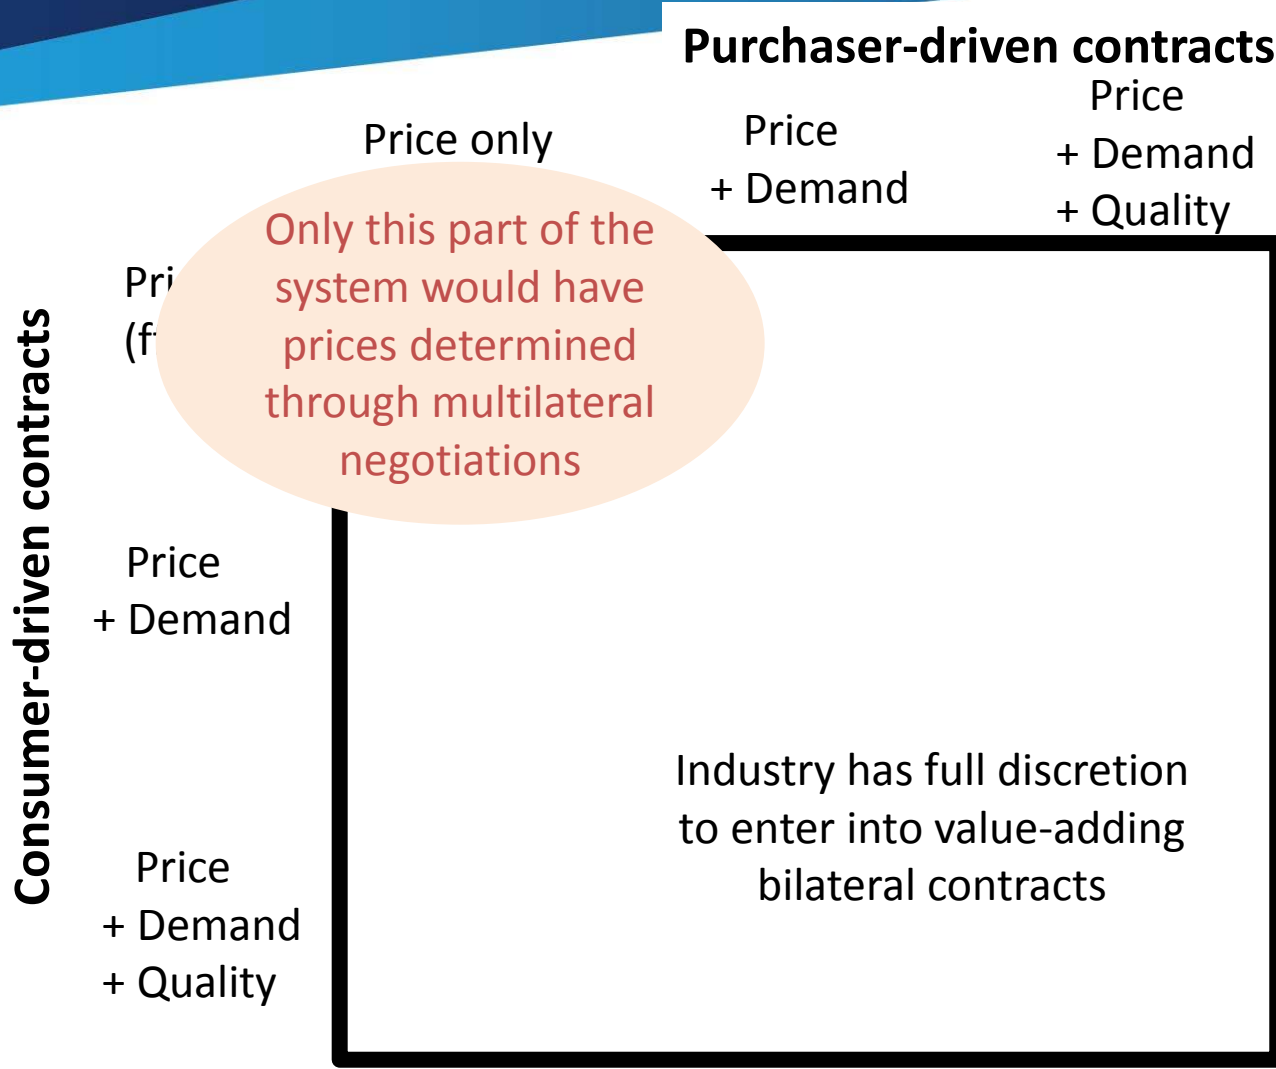 Purchaser-driven contracts
Price only
Price
+ Demand
Price
+ Demand
+ Quality
Consumer-driven contracts
Only this part of the
system would have
prices determined
through multilateral
negotiations
Price
+ Demand
Price
+ Demand
+ Quality
Industry has full discretion
to enter into value-adding
bilateral contracts